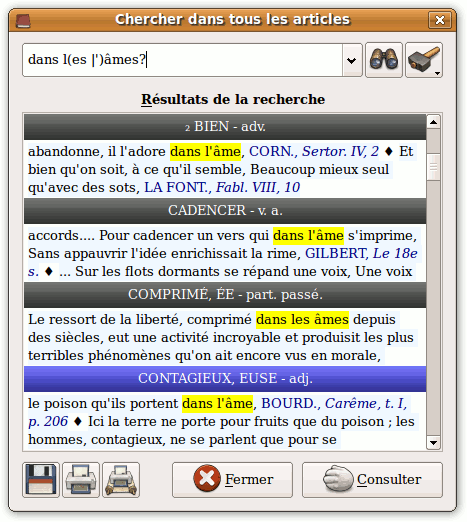 Chercher dans tous les articles
dans l(es |')âmes?
Résultats de la recherche
₂ BIEN - adv.
abandonne, il l'adore dans l'âme, CORN., Sertor. IV, 2 ♦ Et
bien qu'on soit, à ce qu'il semble, Beaucoup mieux seul
qu'avec des sots, LA FONT., Fabl. VIII, 10
CADENCER - v. a.
accords.... Pour cadencer un vers qui dans l'âme s'imprime,
Sans appauvrir l'idée enrichissait la rime, GILBERT, Le 18e
s. ♦ ... Sur les flots dormants se répand une voix, Une voix
COMPRIMÉ, ÉE - part. passé.
Le ressort de la liberté, comprimé dans les âmes depuis
des siècles, eut une activité incroyable et produisit les plus
terribles phénomènes qu'on ait encore vus en morale,
CONTAGIEUX, EUSE - adj.
le poison qu'ils portent dans l'âme, BOURD., Carême, t. I,
p. 206 ♦ Ici la terre ne porte pour fruits que du poison ; les
hommes, contagieux, ne se parlent que pour se
Fermer
Consulter